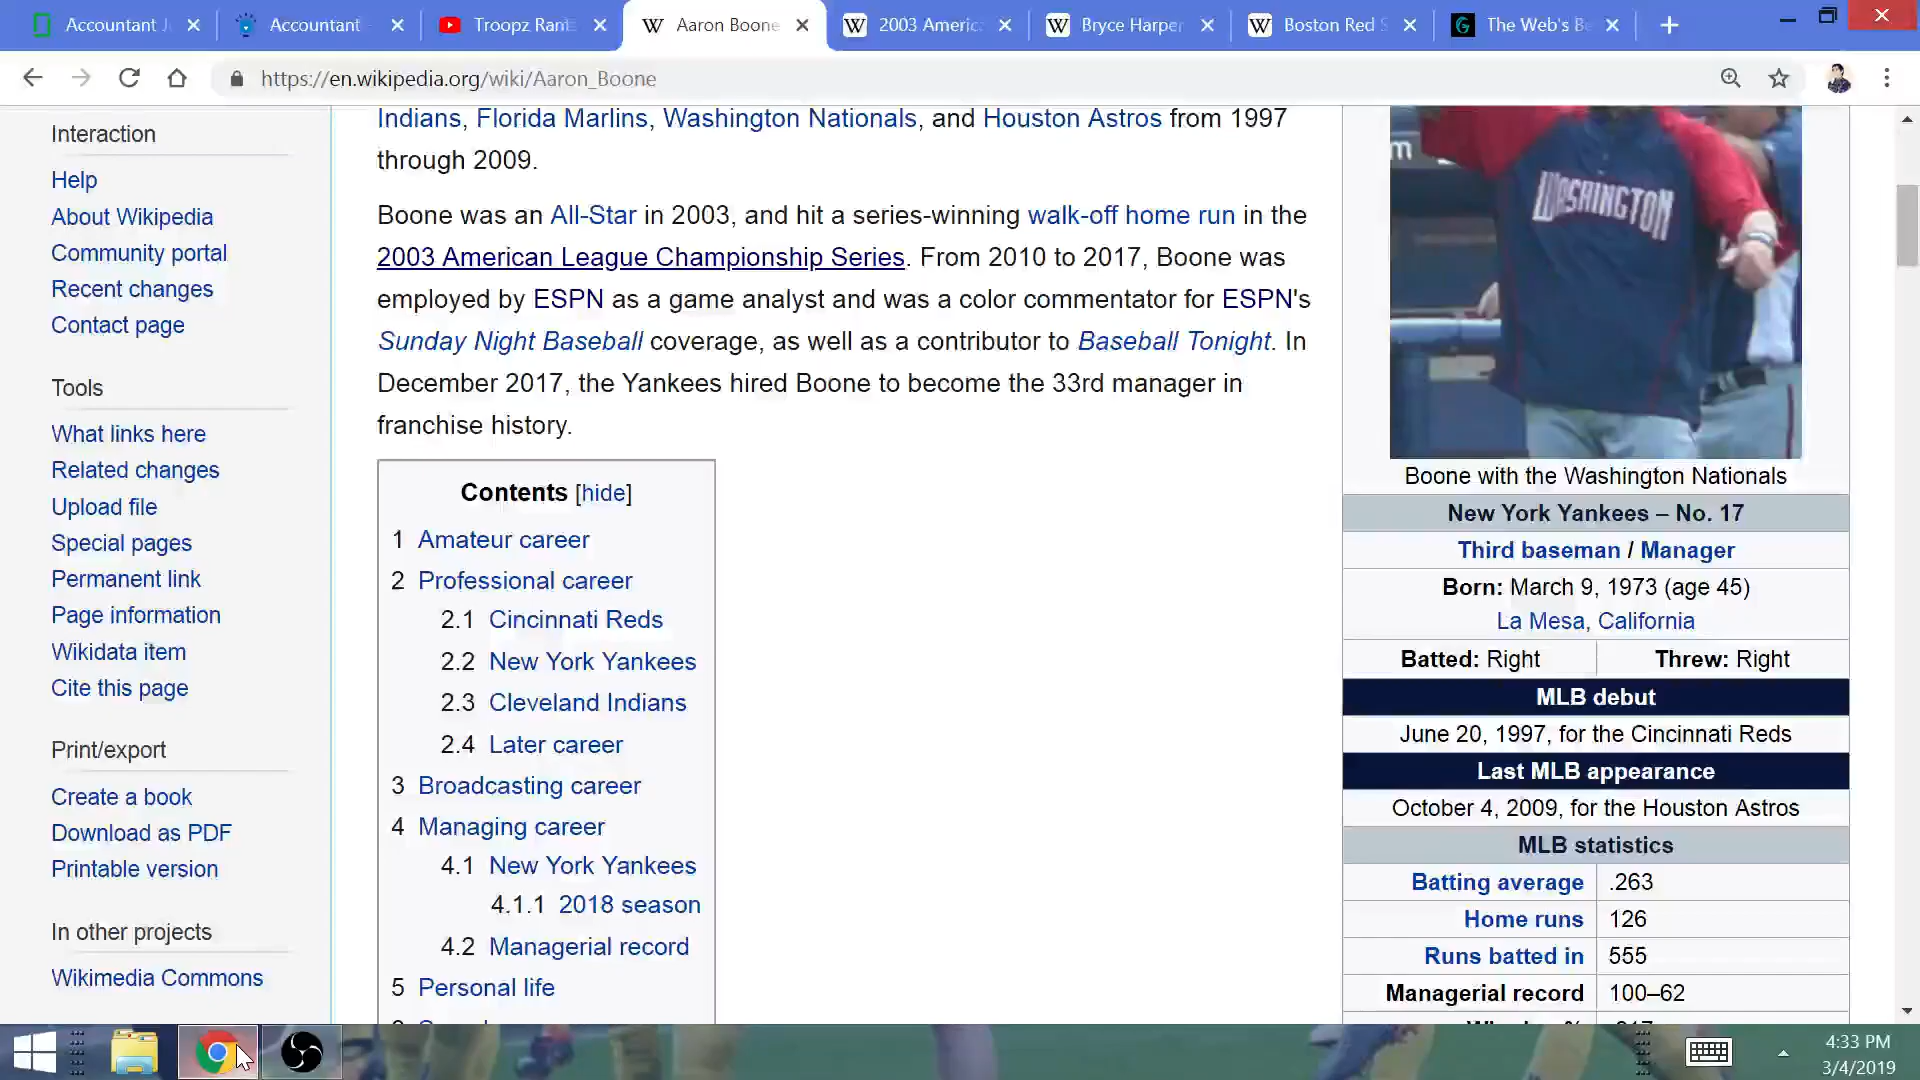 Accountant J
Accountant
Troopz Rant
Aaron Boone
2003 Americ
Bryce Harper
Boston Red S
The Web's Be
https://en.wikipedia.org/wiki/Aaron_Boone
Interaction
Help
About Wikipedia
Community portal
Recent changes
Contact page
Tools
What links here
Related changes
Upload file
Special pages
Permanent link
Page information
Wikidata item
Cite this page
Print/export
Create a book
Download as PDF
Printable version
In other projects
Wikimedia Commons
Indians, Florida Marlins, Washington Nationals, and Houston Astros from 1997
through 2009.
Boone was an All-Star in 2003, and hit a series-winning walk-off home run in the
2003 American League Championship Series. From 2010 to 2017, Boone was
employed by ESPN as a game analyst and was a color commentator for ESPN's
Sunday Night Baseball coverage, as well as a contributor to Baseball Tonight. In
December 2017, the Yankees hired Boone to become the 33rd manager in
franchise history.
Contents [hide]
1 Amateur career
2 Professional career
2.1 Cincinnati Reds
2.2 New York Yankees
2.3 Cleveland Indians
2.4 Later career
3 Broadcasting career
4 Managing career
4.1 New York Yankees
4.1.1 2018 season
4.2 Managerial record
5 Personal life
WASHINGTON
Boone with the Washington Nationals
New York Yankees – No. 17
Third baseman / Manager
Born: March 9, 1973 (age 45)
La Mesa, California
Batted: Right Threw: Right
MLB debut
June 20, 1997, for the Cincinnati Reds
Last MLB appearance
October 4, 2009, for the Houston Astros
MLB statistics
Batting average .263
Home runs 126
Runs batted in 555
Managerial record 100–62
4:33 PM
3/4/2019